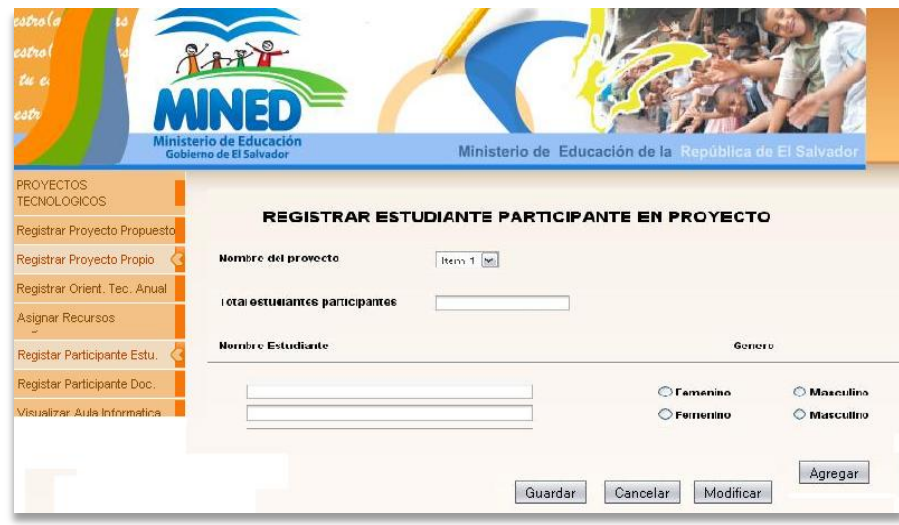 MINED
Ministerio de Educación
Gobierno de El Salvador
Ministerio de Educación de la República de El Salvador
PROYECTOS
TECNOLOGICOS
Registrar Proyecto Propuesto
Registrar Proyecto Propio
Registrar Orient. Tec. Anual
Asignar Recursos
Registar Participante Estu.
Registar Participante Doc.
Visualizar Aula Informatica
REGISTRAR ESTUDIANTE PARTICIPANTE EN PROYECTO
Nombre del proyecto
Item 1
Total estudiantes participantes
Nombre Estudiante Genero
Femenino Masculino
Femenino Masculino
Agregar
Guardar Cancelar Modificar